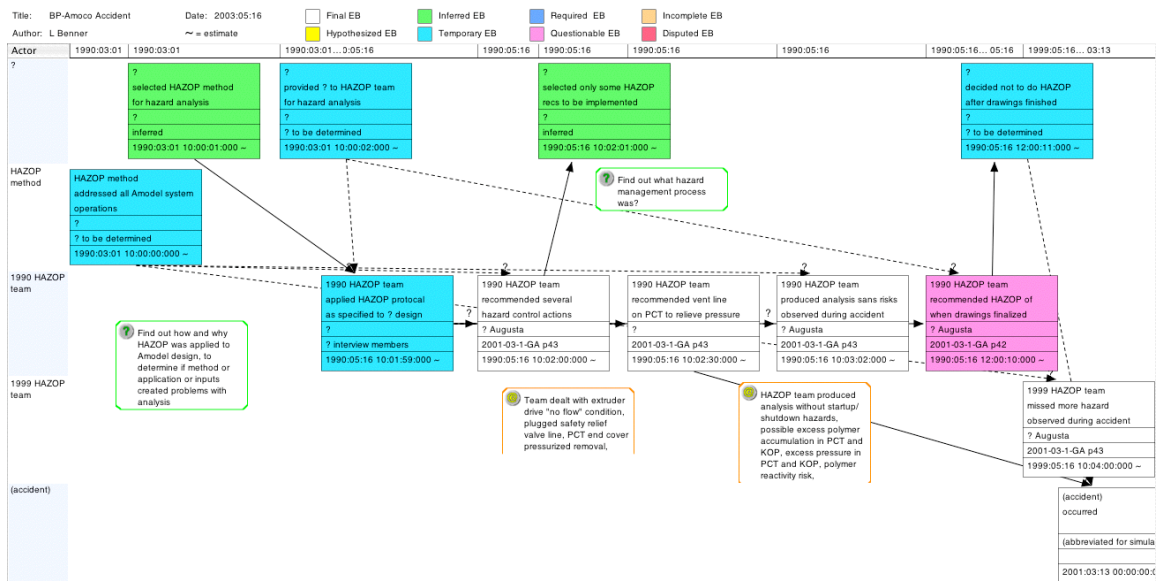 Title: BP-Amoco Accident Date: 2003:05:16 Final EB Inferred EB Required EB Incomplete EB
Author: L Benner ~ = estimate Hypothesized EB Temporary EB Questionable EB Disputed EB
Actor 1990:03:01 1990:03:01 1990:03:01...0:05:16 1990:05:16 1990:05:16 1990:05:16 1990:05:16 1990:05:16... 05:16 1999:05:16... 03:13
?
?
selected HAZOP method
for hazard analysis
?
inferred
1990:03:01 10:00:01:000 ~
?
provided ? to HAZOP team
for hazard analysis
?
? to be determined
1990:03:01 10:00:02:000 ~
?
selected only some HAZOP
recs to be implemented
?
inferred
1990:05:16 10:02:01:000 ~
?
decided not to do HAZOP
after drawings finished
?
? to be determined
1990:05:16 12:00:11:000 ~
HAZOP
method
HAZOP method
addressed all Amodel system
operations
?
? to be determined
1990:03:01 10:00:00:000 ~
? Find out what hazard
management process
was?
1990 HAZOP
team
? ? ?
1990 HAZOP team
applied HAZOP protocal
as specified to ? design
?
? interview members
1990:05:16 10:01:59:000 ~
?
1990 HAZOP team
recommended several
hazard control actions
? Augusta
2001-03-1-GA p43
1990:05:16 10:02:00:000 ~
1990 HAZOP team
recommended vent line
on PCT to relieve pressure
?
2001-03-1-GA p43
1990:05:16 10:02:30:000 ~
?
1990 HAZOP team
produced analysis sans risks
observed during accident
? Augusta
2001-03-1-GA p43
1990:05:16 10:03:02:000 ~
1990 HAZOP team
recommended HAZOP of
when drawings finalized
? Augusta
2001-03-1-GA p42
1990:05:16 12:00:10:000 ~
? Find out how and why
HAZOP was applied to
Amodel design, to
determine if method or
application or inputs
created problems with
analysis
1999 HAZOP
team
Team dealt with extruder
drive "no flow" condition,
plugged safety relief
valve line, PCT end cover
pressurized removal,
HAZOP team produced
analysis without startup/
shutdown hazards,
possible excess polymer
accumulation in PCT and
KOP, excess pressure in
PCT and KOP, polymer
reactivity risk,
?
1999 HAZOP team
missed more hazard
observed during accident
? Augusta
2001-03-1-GA p43
1999:05:16 10:04:00:000 ~
(accident)
(accident)
occurred
(abbreviated for simula
2001:03:13 00:00:00:0